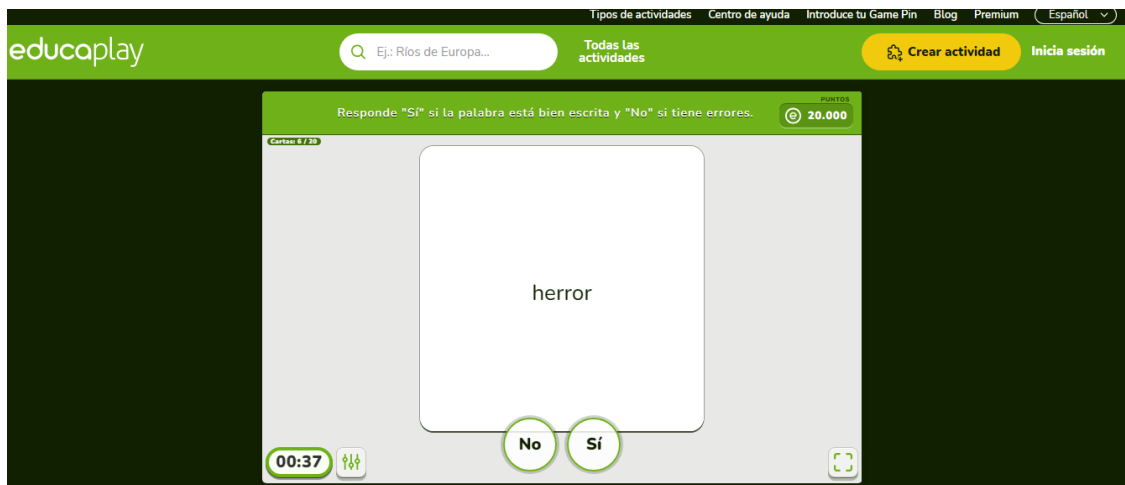 Tipos de actividades Centro de ayuda Introduce tu Game Pin Blog Premium Español
educaplay
Ej.: Ríos de Europa...
Todas las
actividades
Crear actividad
Inicia sesión
Responde "Sí" si la palabra está bien escrita y "No" si tiene errores.
PUNTOS
20.000
Cartas: 6 / 20
herror
No
Sí
00:37